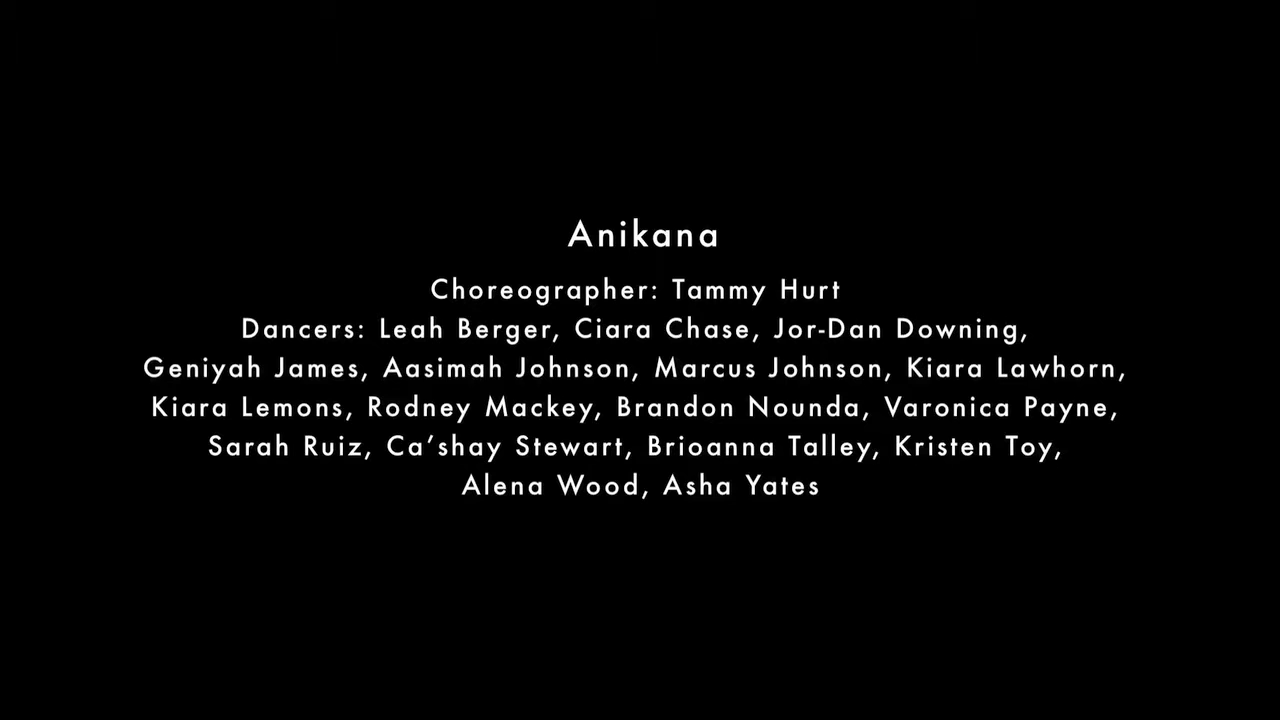 Anikana
Choreographer: Tammy Hurt
Dancers: Leah Berger, Ciara Chase, Jor-Dan Downing,
Geniyah James, Aasimah Johnson, Marcus Johnson, Kiara Lawhorn,
Kiara Lemons, Rodney Mackey, Brandon Nounda, Varonica Payne,
Sarah Ruiz, Ca’shay Stewart, Brioanna Talley, Kristen Toy,
Alena Wood, Asha Yates